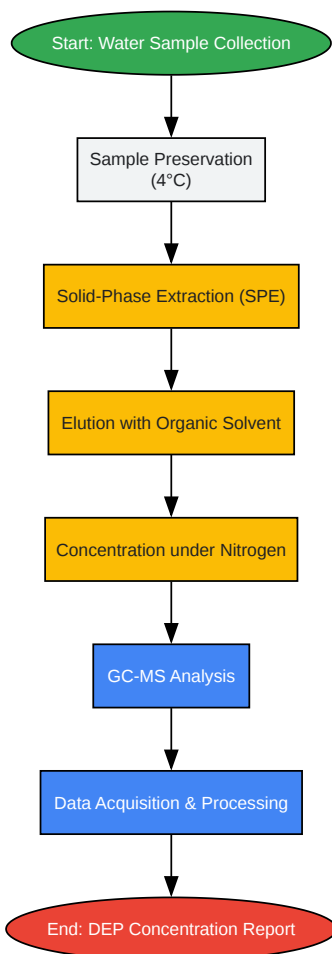 Start: Water Sample Collection
Sample Preservation
(4°C)
Solid-Phase Extraction (SPE)
Elution with Organic Solvent
Concentration under Nitrogen
GC-MS Analysis
Data Acquisition & Processing
End: DEP Concentration Report